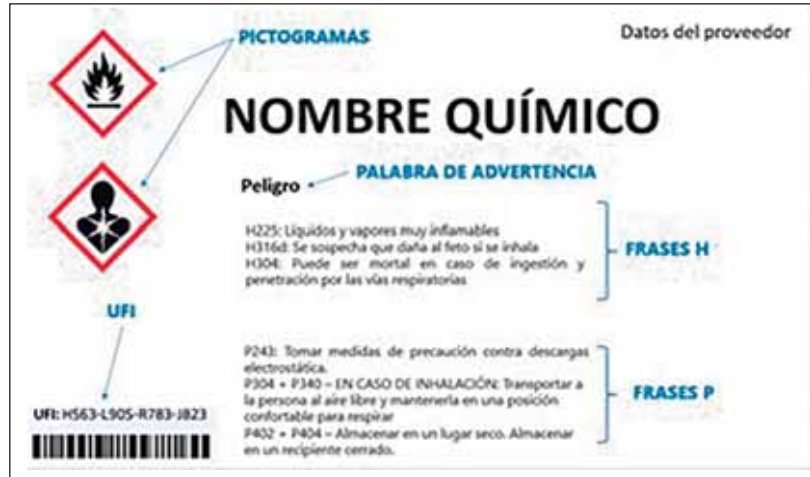 PICTOGRAMAS
Datos del proveedor
NOMBRE QUÍMICO
PALABRA DE ADVERTENCIA
Peligro
H225: Líquidos y vapores muy inflamables
H316d: Se sospecha que daña al feto si se inhala
H304: Puede ser mortal en caso de ingestión y
penetración por las vías respiratorias
FRASES H
UFI
P243: Tomar medidas de precaución contra descargas
electrostática.
P304 + P340 – EN CASO DE INHALACIÓN: Transportar a
la persona al aire libre y mantenerla en una posición
confortable para respirar
P402 + P404 – Almacenar en un lugar seco. Almacenar
en un recipiente cerrado.
FRASES P
UFI: H563-L905-R783-J823